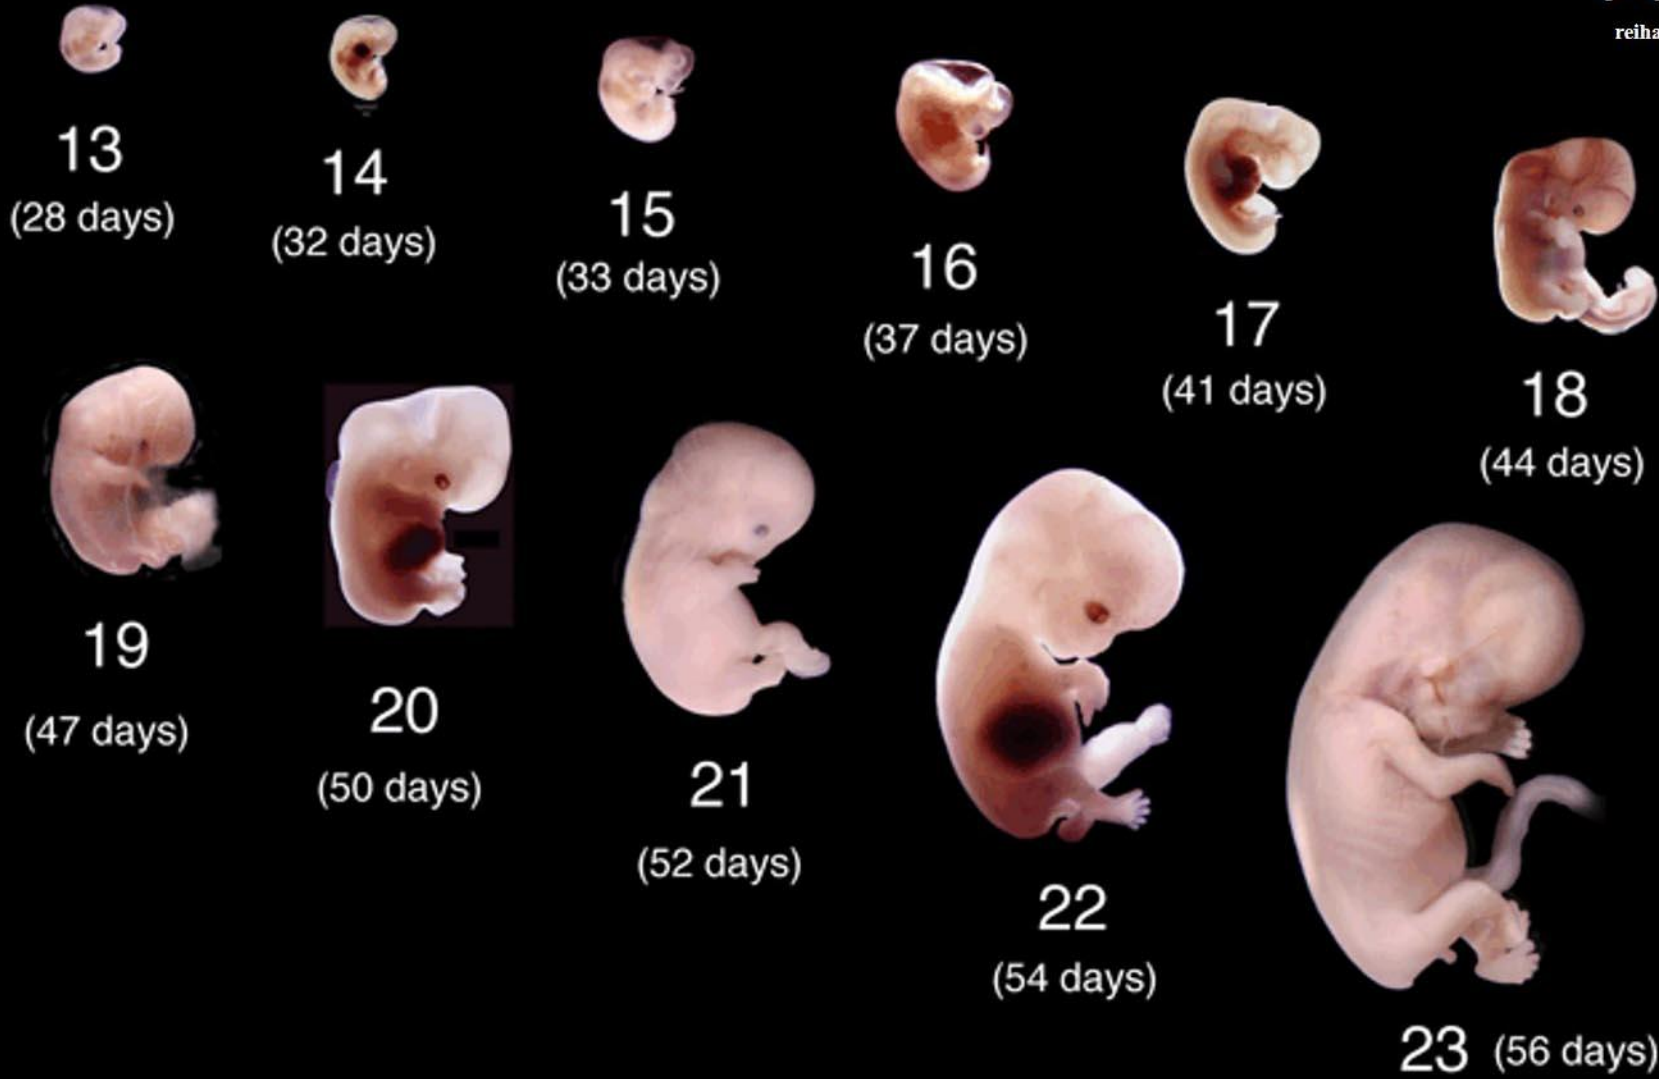 reiha
13
(28 days)
14
(32 days)
15
(33 days)
16
(37 days)
17
(41 days)
18
(44 days)
19
(47 days)
20
(50 days)
21
(52 days)
22
(54 days)
23 (56 days)